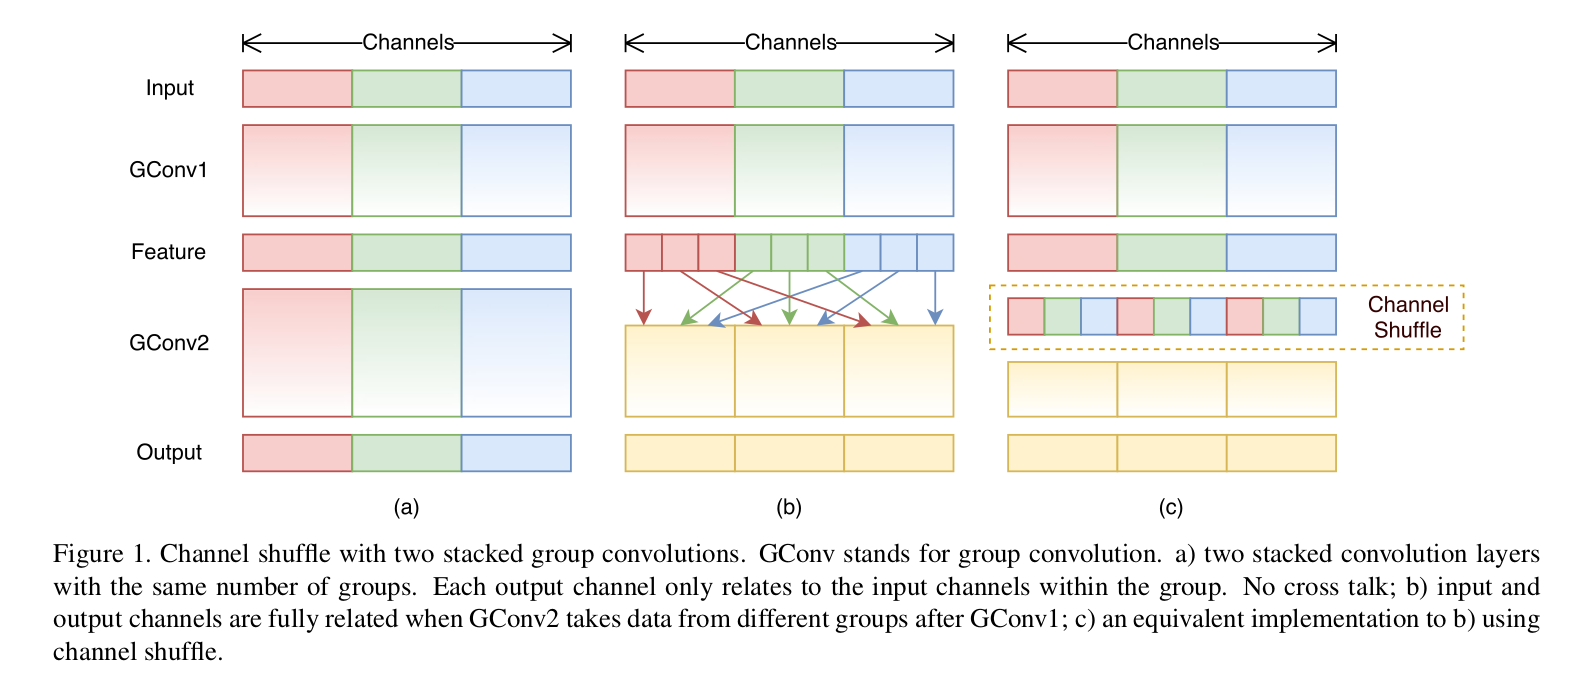 Channels
Channels
Channels
Input
GConv1
Feature
Channel
Shuffle
GConv2
Output
(a)
(b)
(c)
Figure 1. Channel shuffle with two stacked group convolutions. GConv stands for group convolution. a) two stacked convolution layers
with the same number of groups. Each output channel only relates to the input channels within the group. No cross talk; b) input and
output channels are fully related when GConv2 takes data from different groups after GConv1; c) an equivalent implementation to b) using
channel shuffle.